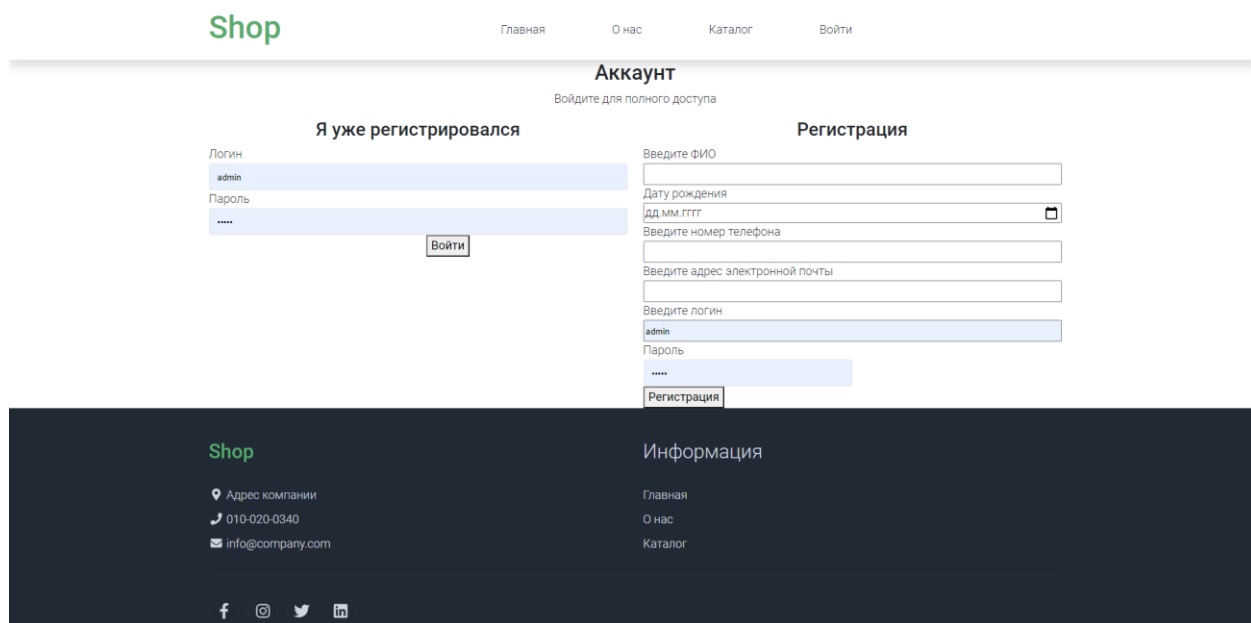 Shop
Главная О нас Каталог Войти
Аккаунт
Войдите для полного доступа
Я уже регистрировался
Логин
admin
Пароль
•••••
Войти
Регистрация
Введите ФИО
Дату рождения
дд.мм.гггг
Введите номер телефона
Введите адрес электронной почты
Введите логин
admin
Пароль
•••••
Регистрация
Shop
Адрес компании
010-020-0340
info@company.com
Информация
Главная
О нас
Каталог